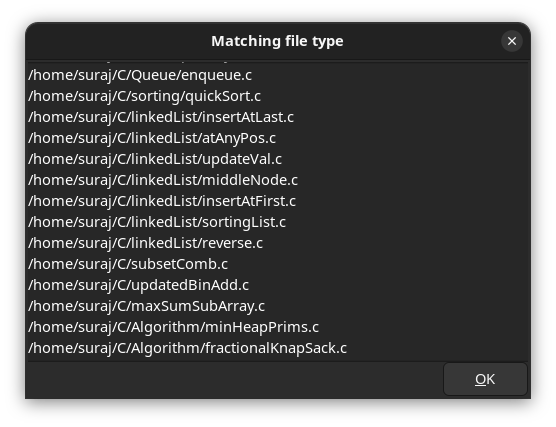 Matching file type
/home/suraj/C/Queue/enqueue.c
/home/suraj/C/sorting/quickSort.c
/home/suraj/C/linkedList/insertAtLast.c
/home/suraj/C/linkedList/atAnyPos.c
/home/suraj/C/linkedList/updateVal.c
/home/suraj/C/linkedList/middleNode.c
/home/suraj/C/linkedList/insertAtFirst.c
/home/suraj/C/linkedList/sortingList.c
/home/suraj/C/linkedList/reverse.c
/home/suraj/C/subsetComb.c
/home/suraj/C/updatedBinAdd.c
/home/suraj/C/maxSumSubArray.c
/home/suraj/C/Algorithm/minHeapPrims.c
/home/suraj/C/Algorithm/fractionalKnapSack.c
OK